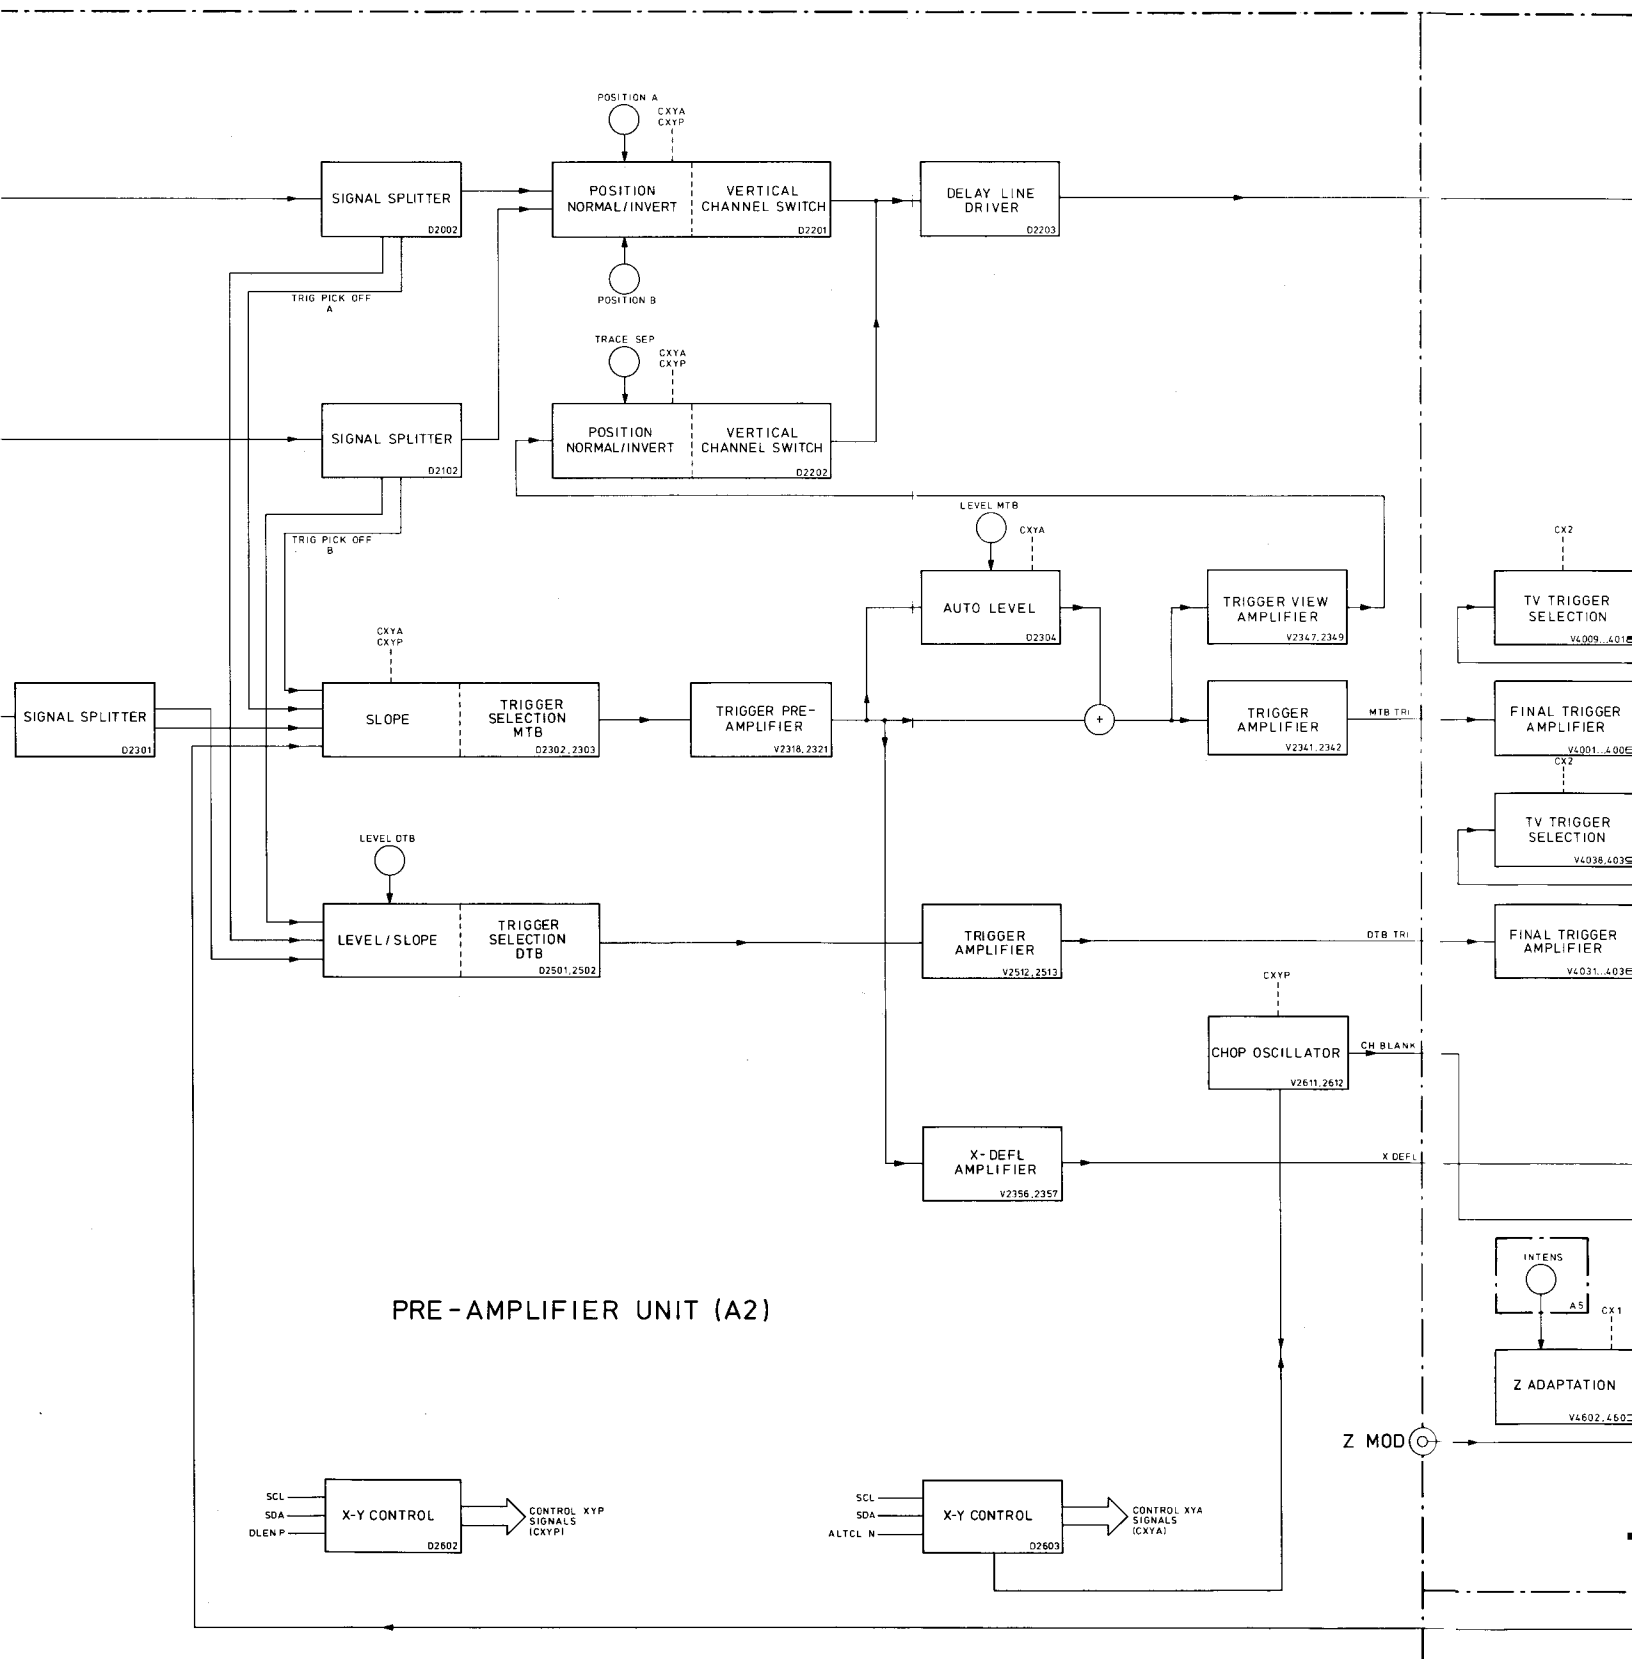 POSITION A
CXYA
CXYP
SIGNAL SPLITTER
D2002
POSITION
NORMAL/INVERT
VERTICAL
CHANNEL SWITCH
D2201
DELAY LINE
DRIVER
D2203
POSITION B
TRIG PICK OFF
A
TRACE SEP
CXYA
CXYP
SIGNAL SPLITTER
D2102
POSITION
NORMAL/INVERT
VERTICAL
CHANNEL SWITCH
D2202
TRIG PICK OFF
B
LEVEL MTB
CXYA
AUTO LEVEL
D2304
TRIGGER VIEW
AMPLIFIER
V2347,2349
CX2
TV TRIGGER
SELECTION
CXYA
CXYP
SIGNAL SPLITTER
D2301
SLOPE
TRIGGER
SELECTION
MTB
D2302,2303
TRIGGER PRE-
AMPLIFIER
V2318,2321
+
TRIGGER
AMPLIFIER
V2341,2342
MTB TRI
FINAL TRIGGER
AMPLIFIER
CX2
TV TRIGGER
SELECTION
LEVEL DTB
LEVEL/SLOPE
TRIGGER
SELECTION
DTB
D2501,2502
TRIGGER
AMPLIFIER
V2512,2513
DTB TRI
FINAL TRIGGER
AMPLIFIER
CXYP
CHOP OSCILLATOR
V2611,2612
CH BLANK
X-DEFL
AMPLIFIER
V2356,2357
X DEFL
INTENS
A5
CX1
PRE-AMPLIFIER UNIT (A2)
Z ADAPTATION
Z MOD
SCL
SDA
DLEN P
X-Y CONTROL
D2602
CONTROL XYP
SIGNALS
(CXYP)
SCL
SDA
ALTCL N
X-Y CONTROL
D2603
CONTROL XYA
SIGNALS
(CXYA)